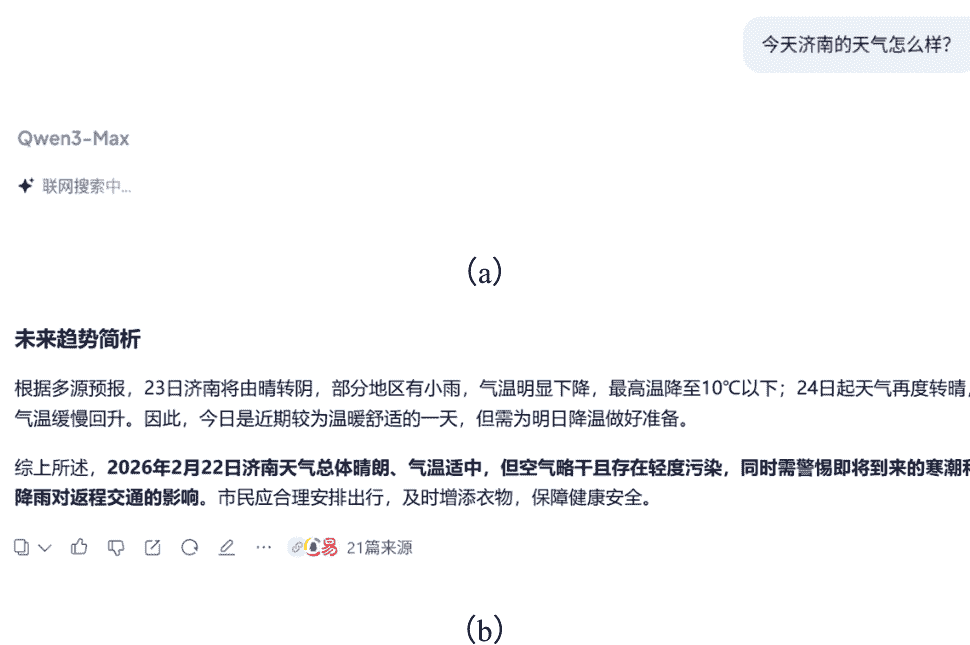 今天济南的天气怎么样？
Qwen3-Max
联网搜索中...
(a)
未来趋势简析
根据多源预报，23日济南将由晴转阴，部分地区有小雨，气温明显下降，最高温降至10℃以下；24日起天气再度转晴，
气温缓慢回升。因此，今日是近期较为温暖舒适的一天，但需为明日降温做好准备。
综上所述，2026年2月22日济南天气总体晴朗、气温适中，但空气略干且存在轻度污染，同时需警惕即将到来的寒潮和
降雨对返程交通的影响。市民应合理安排出行，及时增添衣物，保障健康安全。
易 21篇来源
(b)